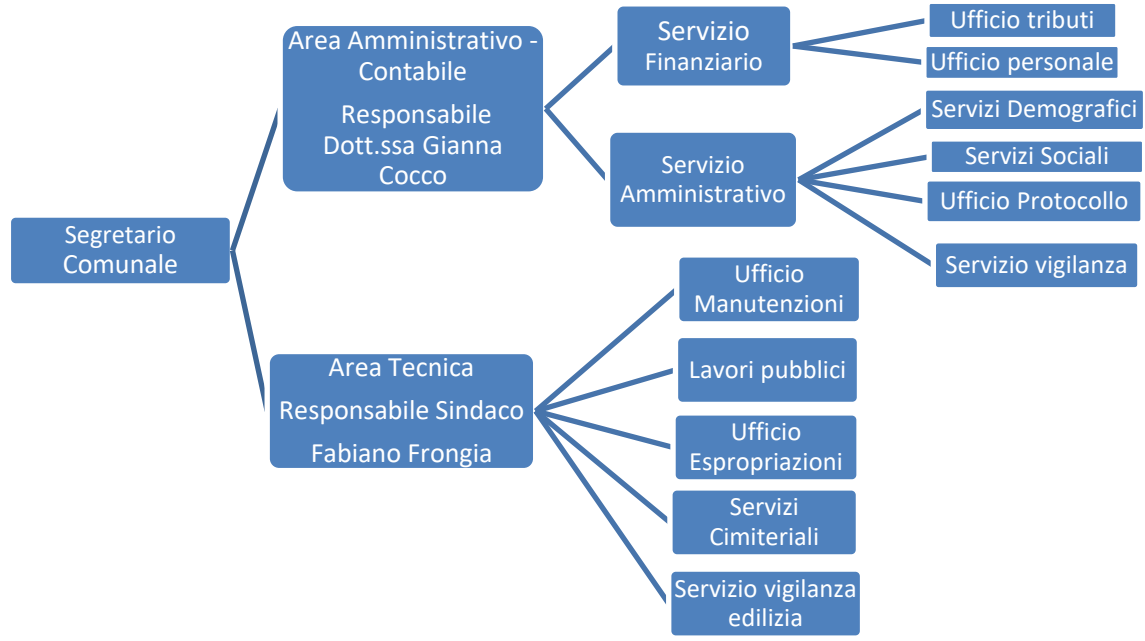 Segretario
Comunale
Area Amministrativo -
Contabile
Responsabile
Dott.ssa Gianna
Cocco
Servizio
Finanziario
Ufficio tributi
Ufficio personale
Servizio
Amministrativo
Servizi Demografici
Servizi Sociali
Ufficio Protocollo
Servizio vigilanza
Area Tecnica
Responsabile Sindaco
Fabiano Frongia
Ufficio
Manutenzioni
Lavori pubblici
Ufficio
Espropriazioni
Servizi
Cimiteriali
Servizio vigilanza
edilizia